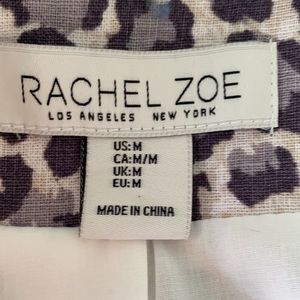 RACHEL ZOE
LOS ANGELES NEW YORK
US: M
CA: M/M
UK: M
EU: M
MADE IN CHINA